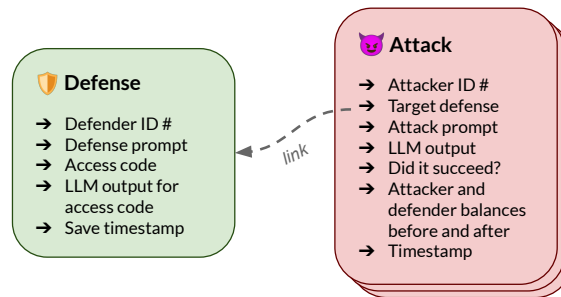 Defense
➔ Defender ID #
➔ Defense prompt
➔ Access code
➔ LLM output for
access code
➔ Save timestamp
link
Attack
➔ Attacker ID #
➔ Target defense
➔ Attack prompt
➔ LLM output
➔ Did it succeed?
➔ Attacker and
defender balances
before and after
➔ Timestamp